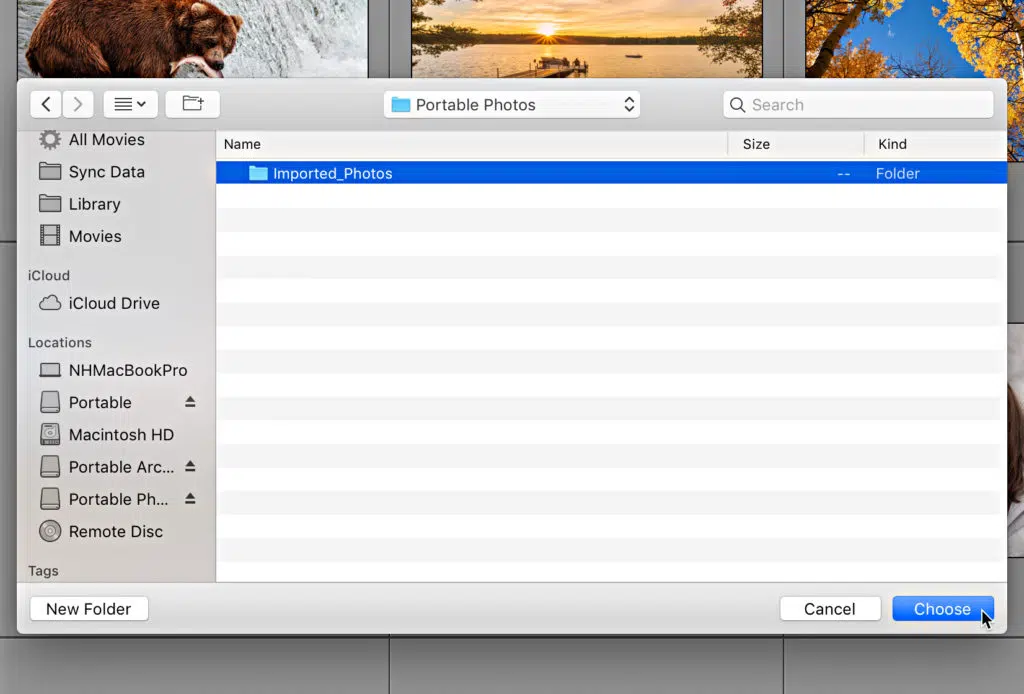 Portable Photos
Search
All Movies
Sync Data
Library
Movies
iCloud
iCloud Drive
Locations
NHMacBookPro
Portable
Macintosh HD
Portable Arc...
Portable Ph...
Remote Disc
Tags
Name Size Kind
Imported_Photos -- Folder
New Folder
Cancel
Choose